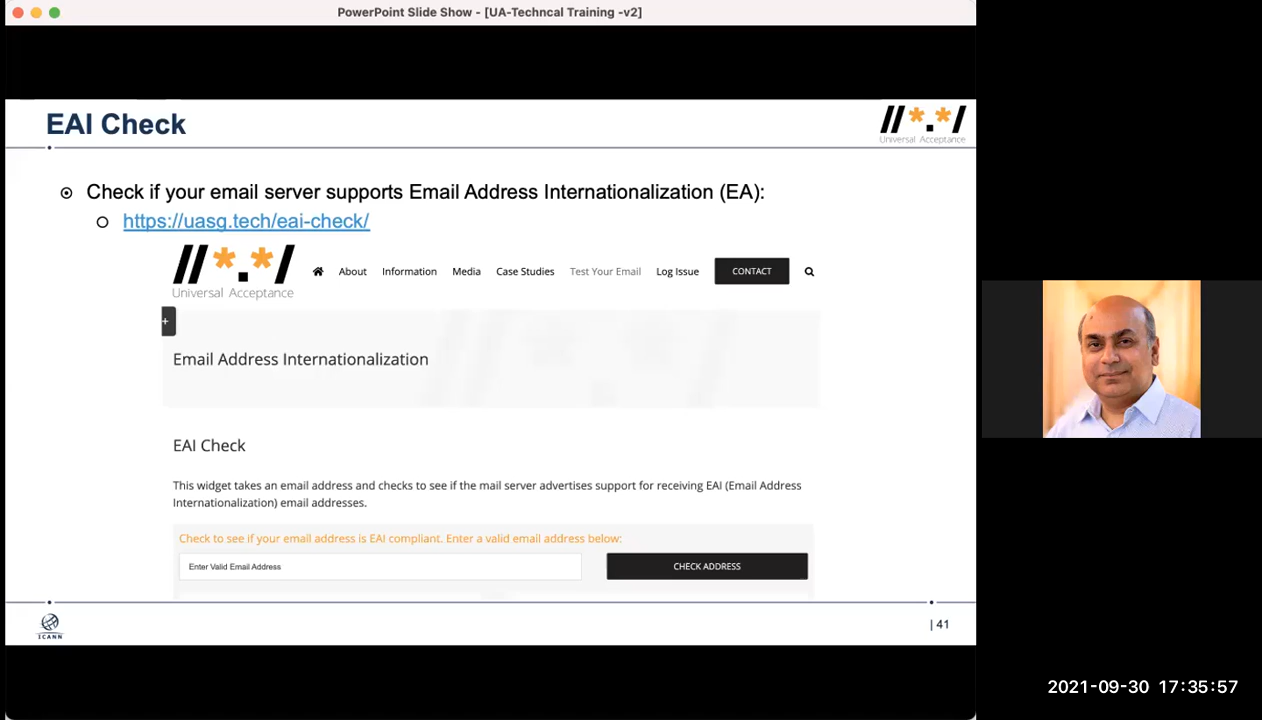 PowerPoint Slide Show - [UA-Techncal Training -v2]
EAI Check
//*.*/
Universal Acceptance
Check if your email server supports Email Address Internationalization (EA):
https://uasg.tech/eai-check/
//*.*/
Universal Acceptance
About Information Media Case Studies Test Your Email Log Issue CONTACT
+
Email Address Internationalization
EAI Check
This widget takes an email address and checks to see if the mail server advertises support for receiving EAI (Email Address
Internationalization) email addresses.
Check to see if your email address is EAI compliant. Enter a valid email address below:
Enter Valid Email Address CHECK ADDRESS
ICANN
| 41
2021-09-30 17:35:57